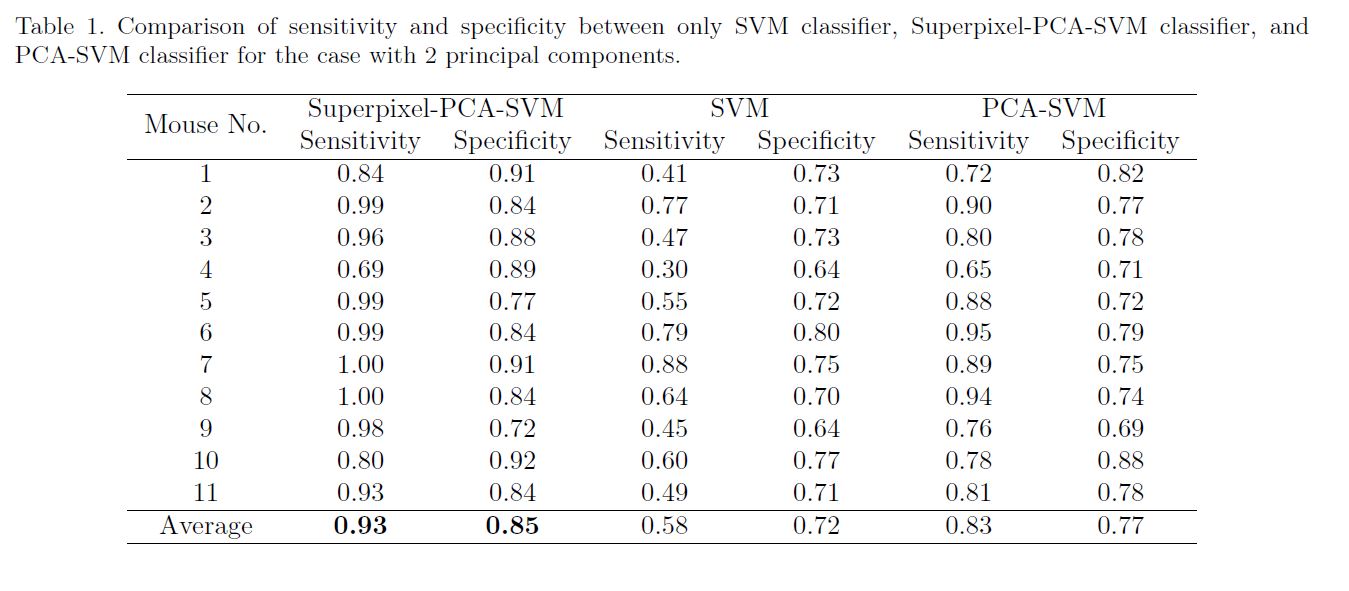 Table 1. Comparison of sensitivity and specificity between only SVM classifier, Superpixel-PCA-SVM classifier, and
PCA-SVM classifier for the case with 2 principal components.
Mouse No. Superpixel-PCA-SVM SVM PCA-SVM
Sensitivity Specificity Sensitivity Specificity Sensitivity Specificity
1 0.84 0.91 0.41 0.73 0.72 0.82
2 0.99 0.84 0.77 0.71 0.90 0.77
3 0.96 0.88 0.47 0.73 0.80 0.78
4 0.69 0.89 0.30 0.64 0.65 0.71
5 0.99 0.77 0.55 0.72 0.88 0.72
6 0.99 0.84 0.79 0.80 0.95 0.79
7 1.00 0.91 0.88 0.75 0.89 0.75
8 1.00 0.84 0.64 0.70 0.94 0.74
9 0.98 0.72 0.45 0.64 0.76 0.69
10 0.80 0.92 0.60 0.77 0.78 0.88
11 0.93 0.84 0.49 0.71 0.81 0.78
Average 0.93 0.85 0.58 0.72 0.83 0.77